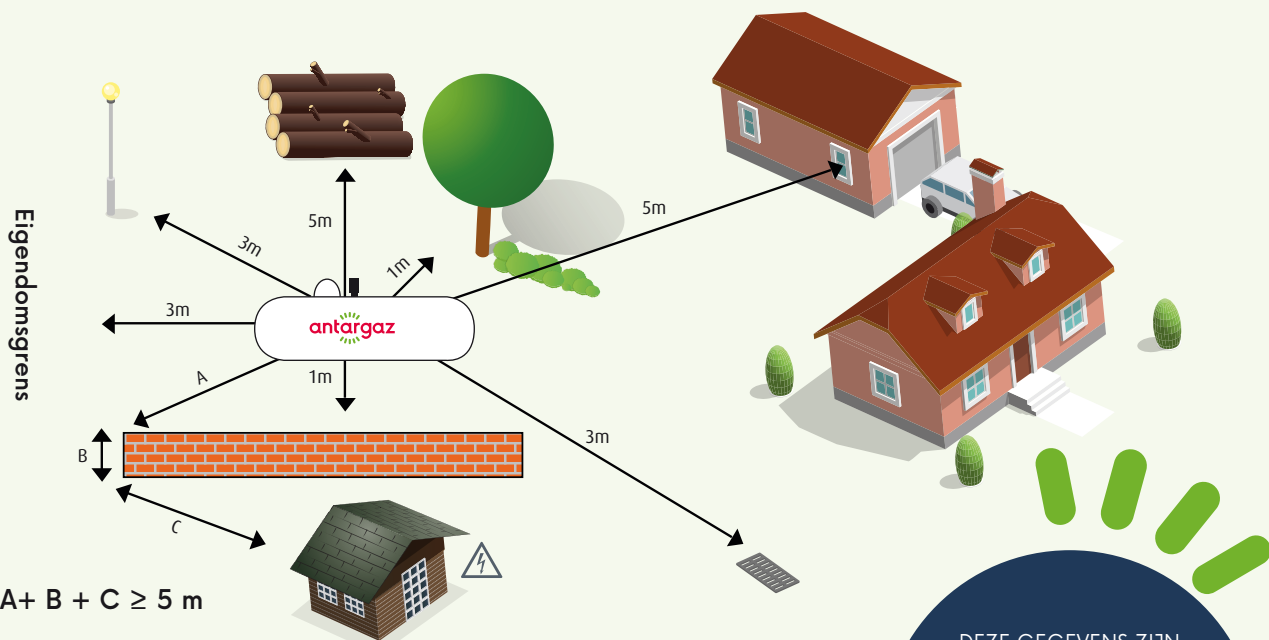 5m
5m
3m
1m
Eigendomsgrens
3m
antargaz
A
1m
3m
B
C
A+ B + C ≥ 5 m
DEZE GEGEVENS ZIJN